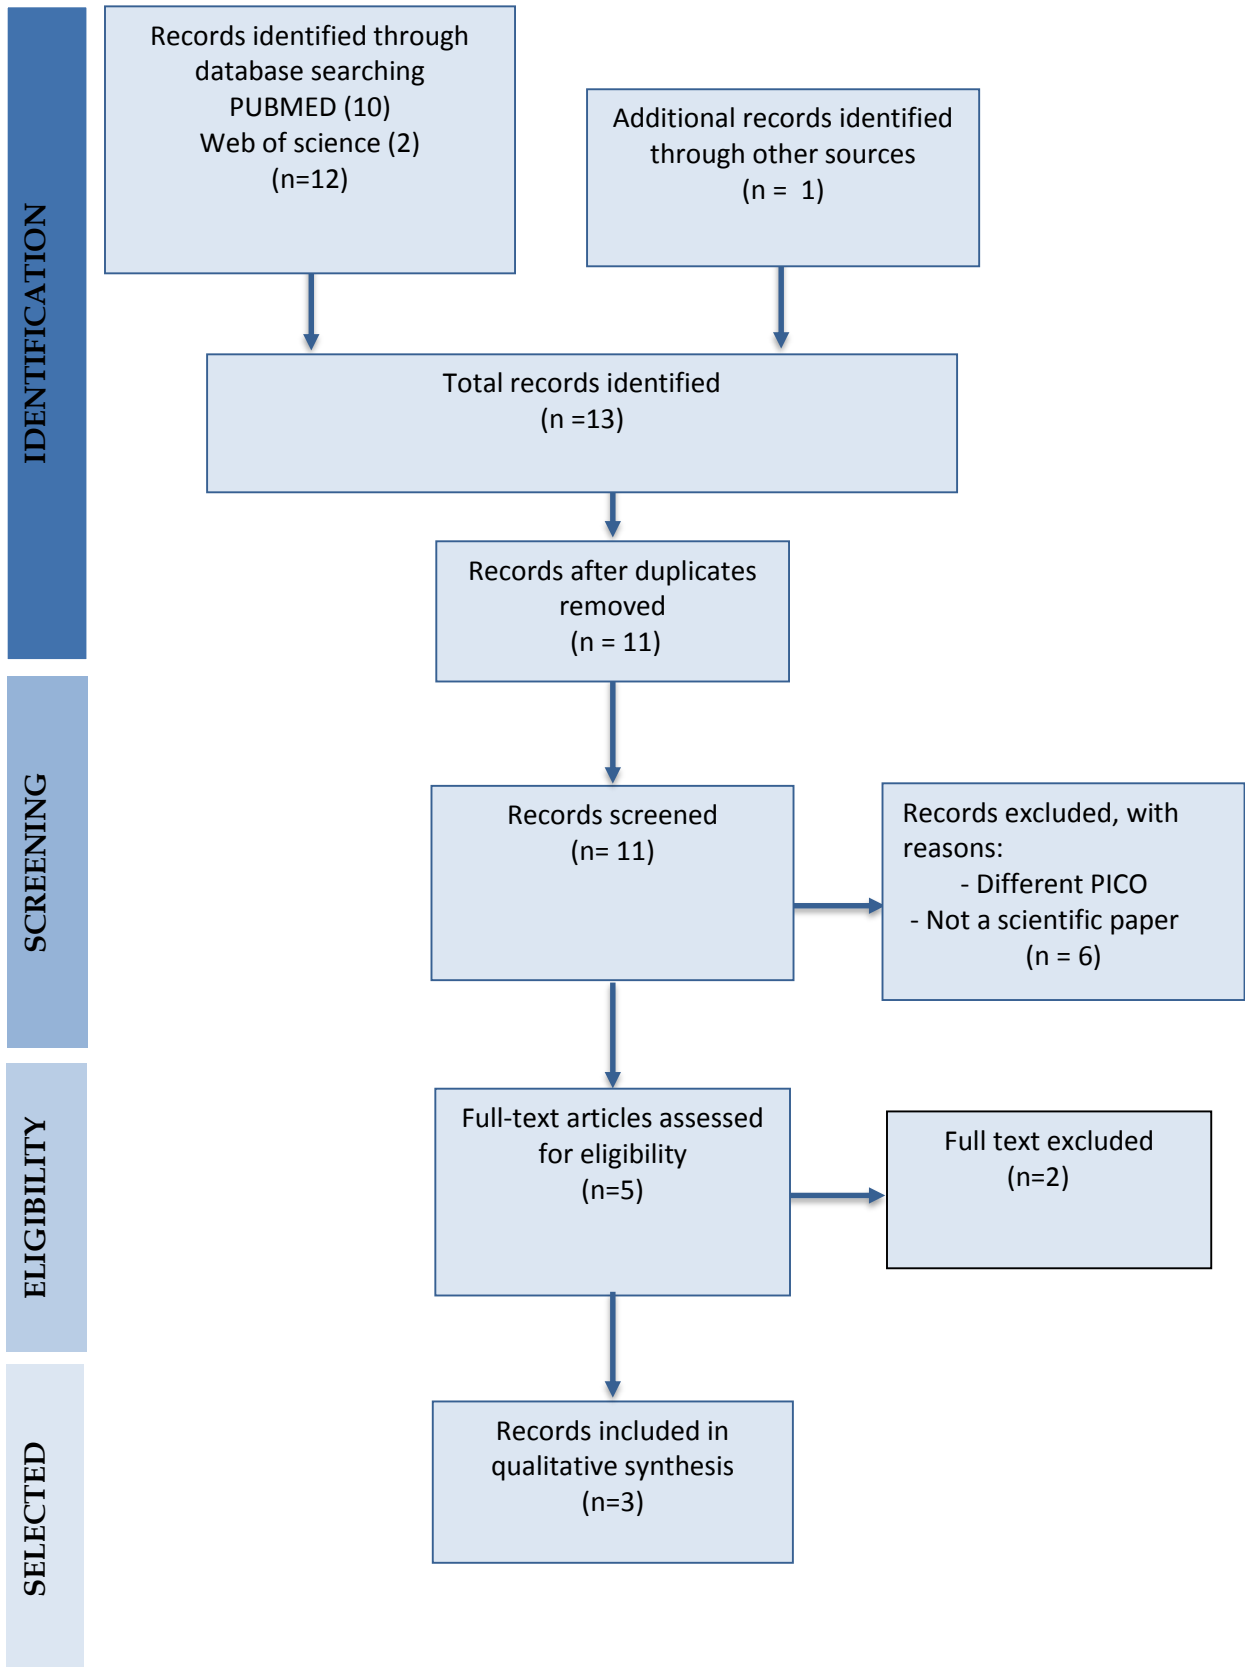 IDENTIFICATION
Records identified through
database searching
PUBMED (10)
Web of science (2)
(n=12)
Additional records identified
through other sources
(n =  1)
Total records identified
(n =13)
Records after duplicates
removed
(n = 11)
SCREENING
Records screened
(n= 11)
Records excluded, with
reasons:
- Different PICO
- Not a scientific paper
(n = 6)
ELIGIBILITY
Full-text articles assessed
for eligibility
(n=5)
Full text excluded
(n=2)
SELECTED
Records included in
qualitative synthesis
(n=3)